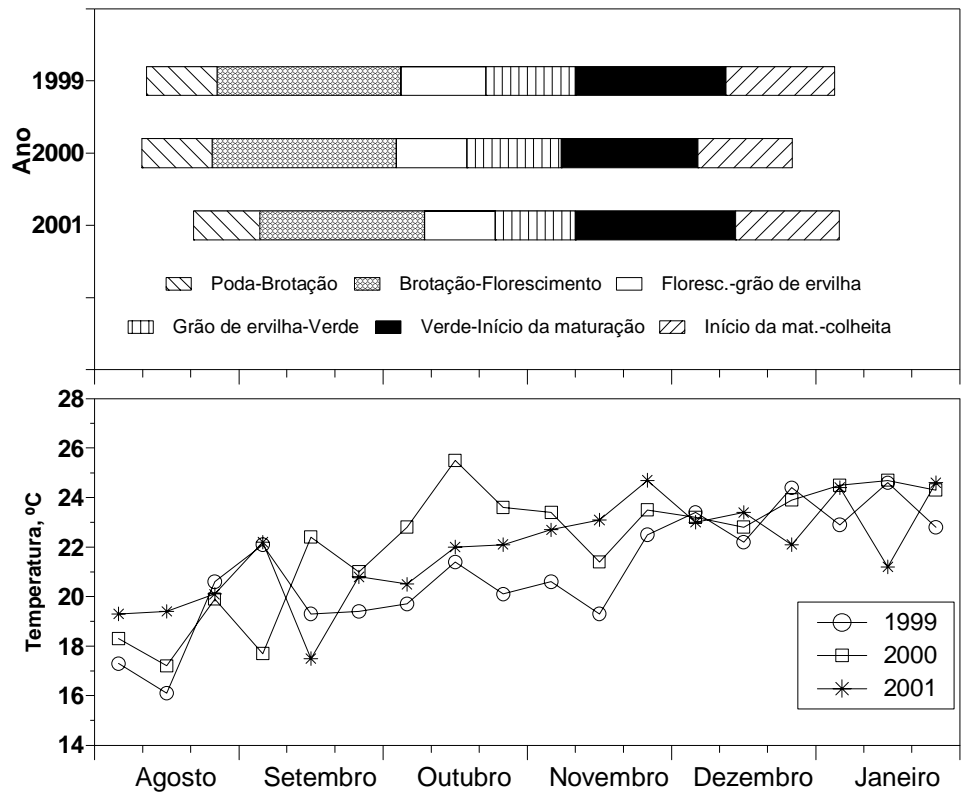 Ano
1999
2000
2001
Poda-Brotação Brotação-Florescimento Floresc.-grão de ervilha
Grão de ervilha-Verde Verde-Início da maturação Início da mat.-colheita
Temperatura, ºC
28
26
24
22
20
18
16
14
1999
2000
2001
Agosto Setembro Outubro Novembro Dezembro Janeiro